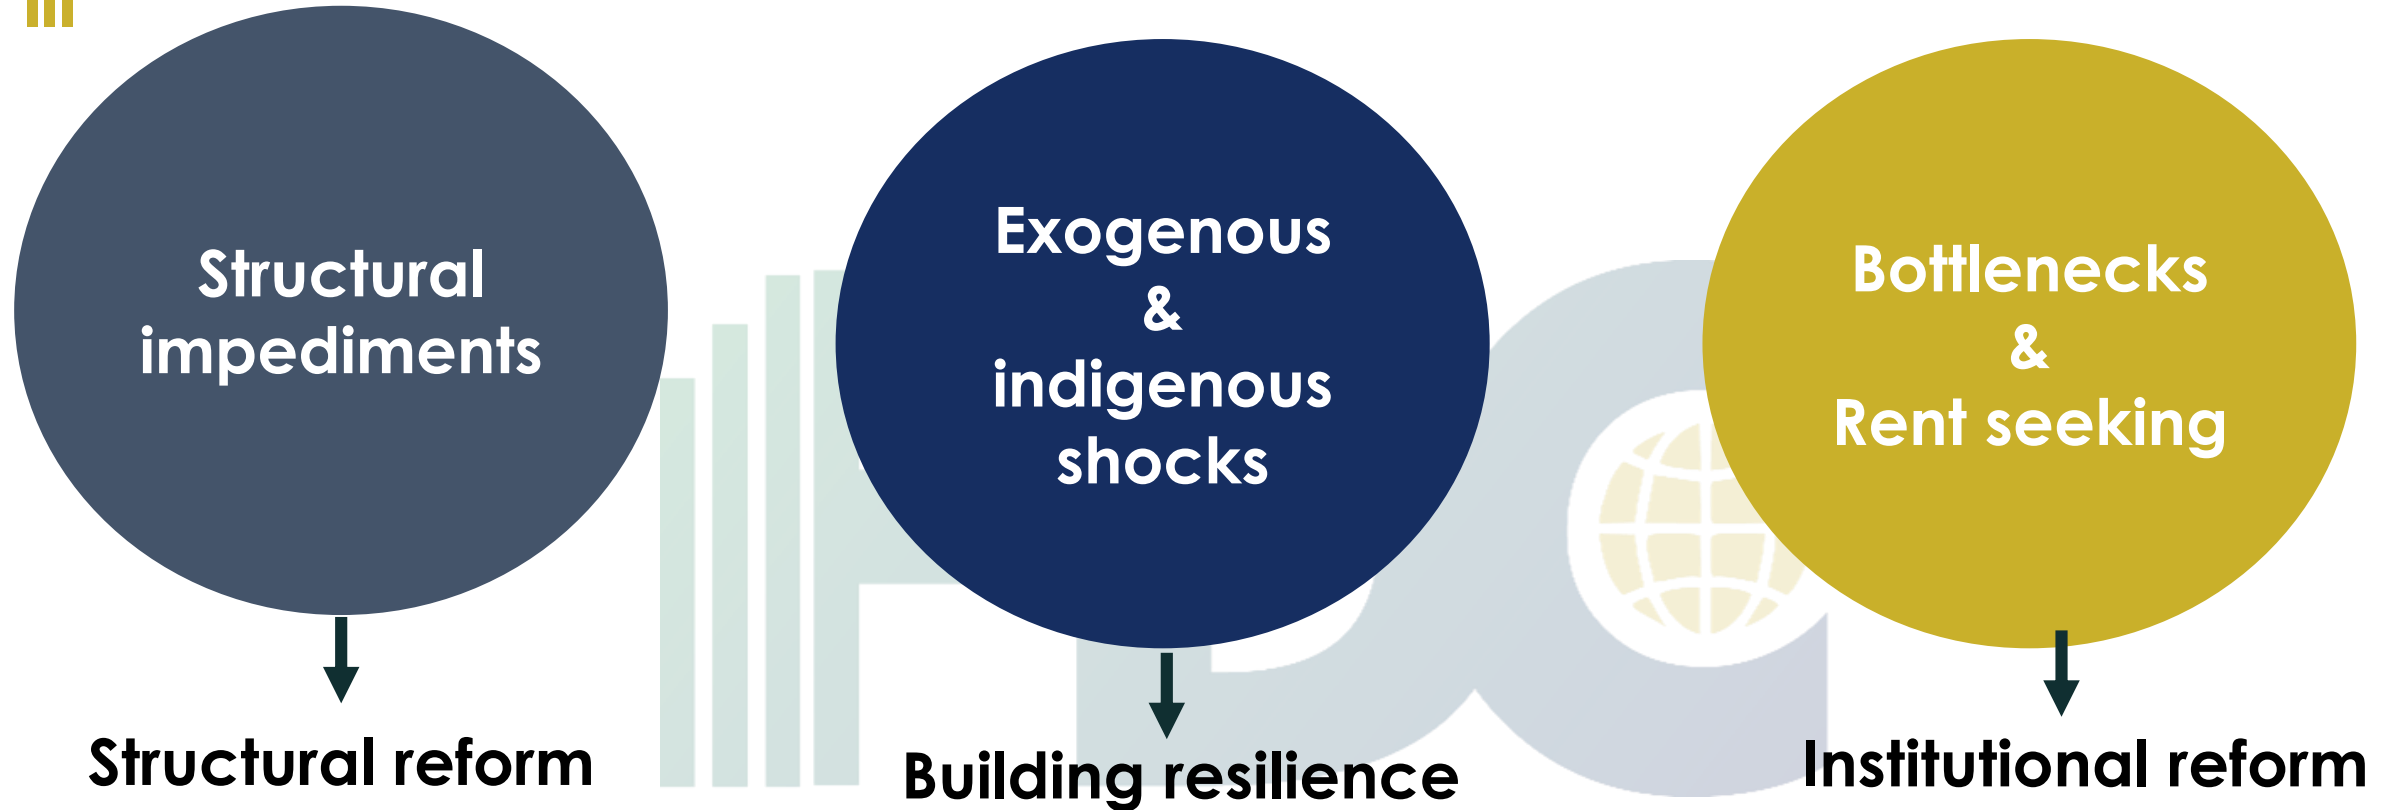 Structural
impediments
Exogenous
&
indigenous
shocks
Bottlenecks
&
Rent seeking
Structural reform
Building resilience
Institutional reform